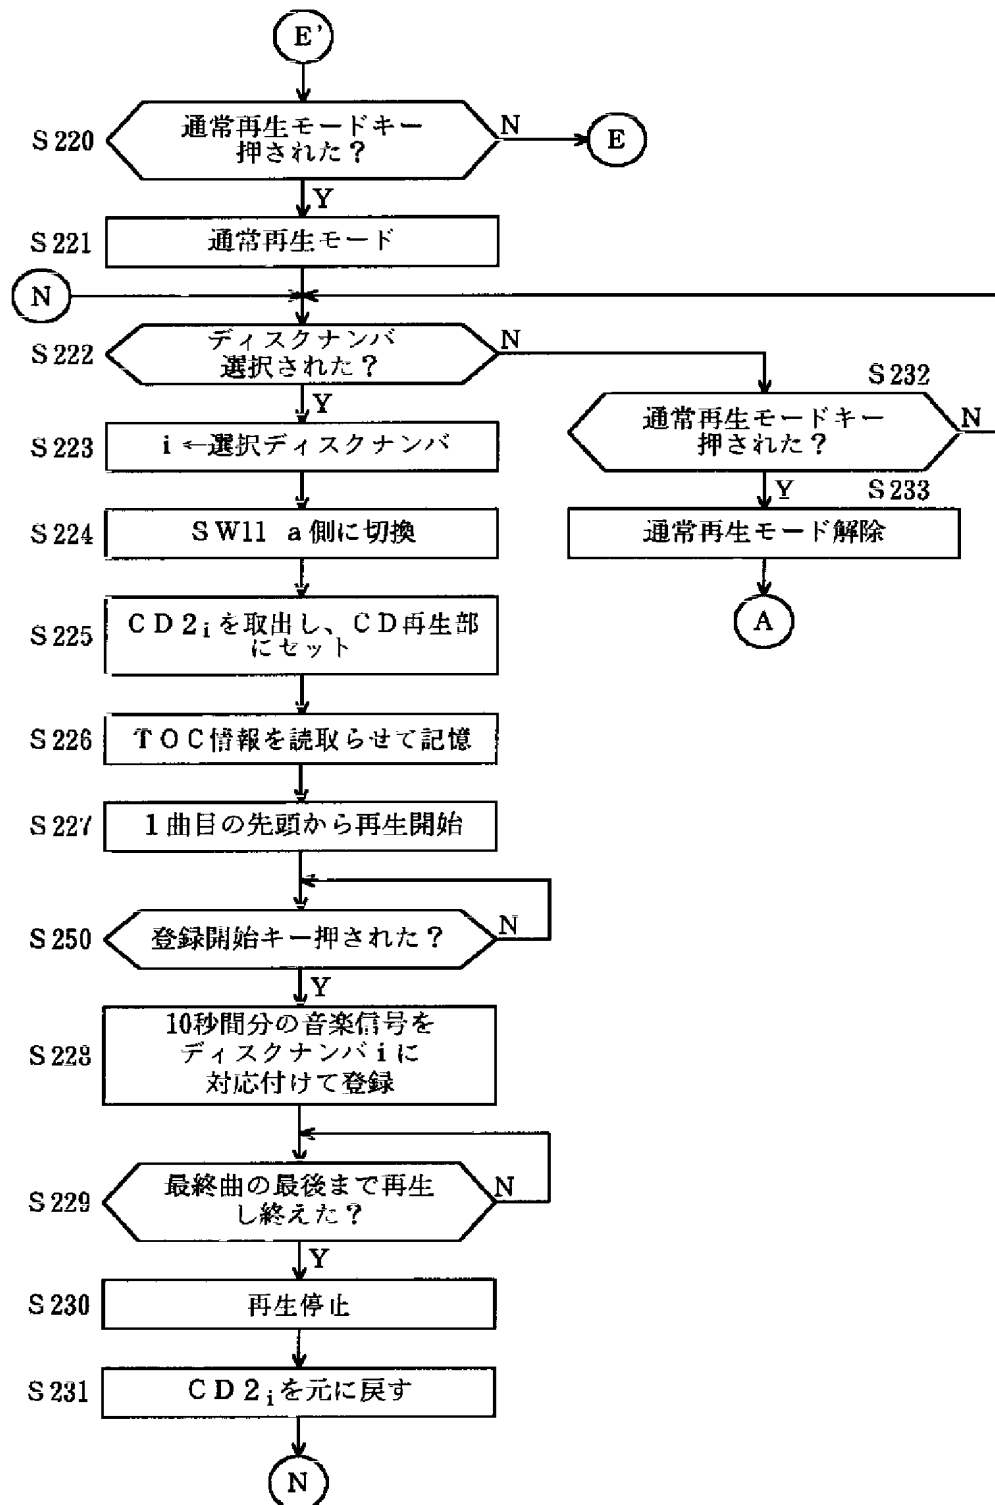 E'
S220
通常再生モードキー
押された？
N
E
Y
S221
通常再生モード
N
S222
ディスクナンバ
選択された？
N
Y
S232
通常再生モードキー
押された？
N
Y
S233
通常再生モード解除
A
S223
i←選択ディスクナンバ
S224
SW11 a側に切換
S225
CD2iを取出し、CD再生部
にセット
S226
TOC情報を読取らせて記憶
S227
1曲目の先頭から再生開始
S250
登録開始キー押された？
N
Y
S228
10秒間分の音楽信号を
ディスクナンバiに
対応付けて登録
S229
最終曲の最後まで再生
し終えた？
N
Y
S230
再生停止
S231
CD2iを元に戻す
N